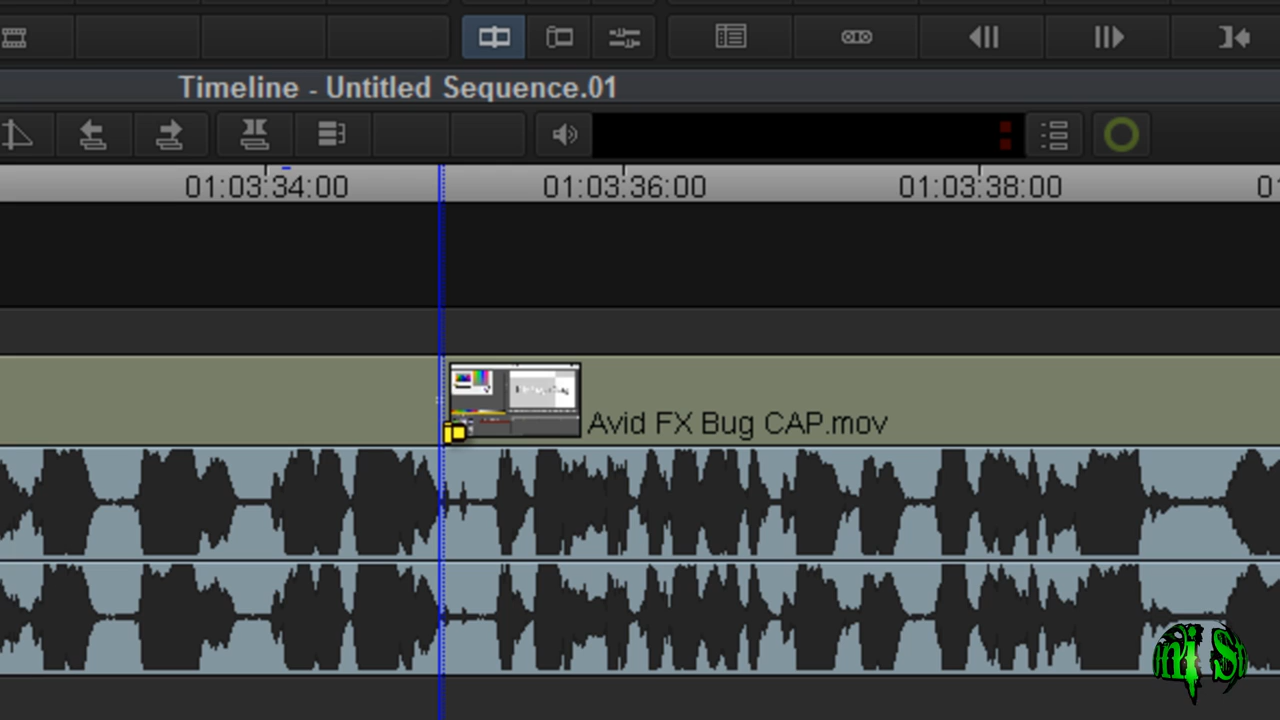 Timeline - Untitled Sequence.01
01:03:34:00 01:03:36:00 01:03:38:00
Avid FX Bug CAP.mov